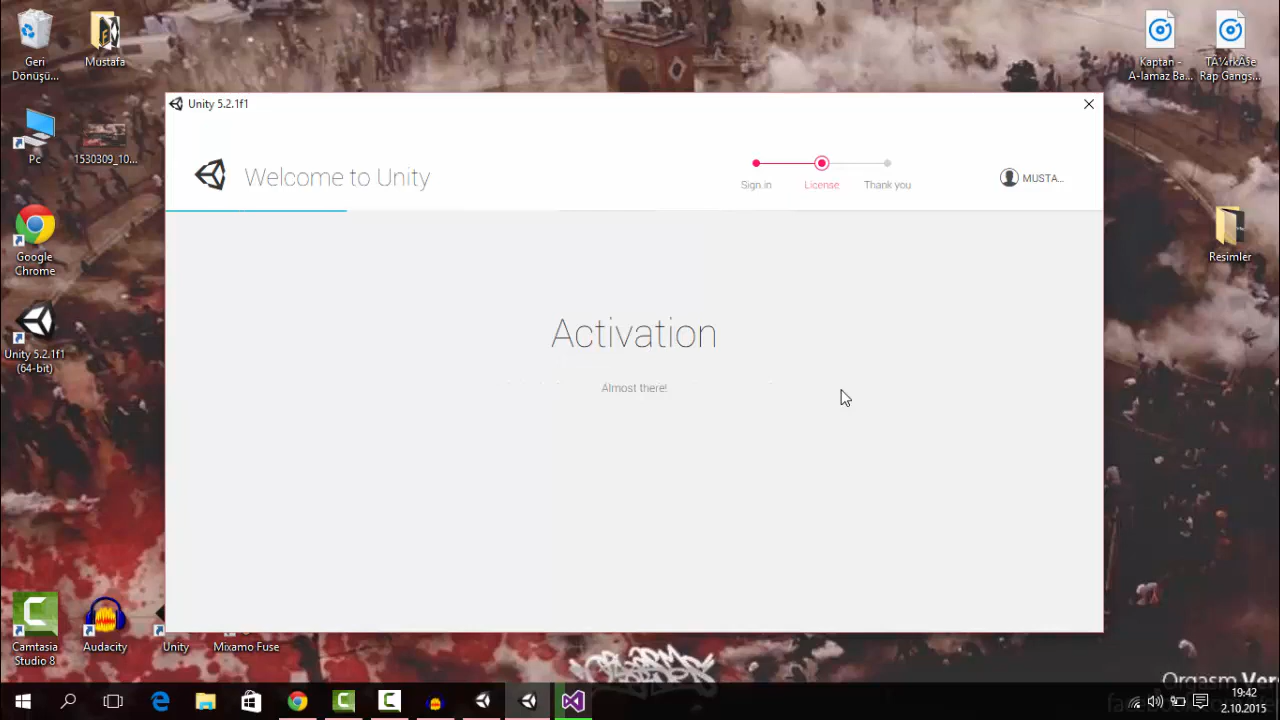 Geri
Dönüşü...
Mustafa
Kaptan -
A-lamaz Ba...
TÃ¼rkÃ§e
Rap Gangs...
Unity 5.2.1f1
Pc
1530309_10...
Welcome to Unity
Sign in
License
Thank you
MUSTA...
Google
Chrome
Resimler
Activation
Unity 5.2.1f1
(64-bit)
Almost there!
Camtasia
Studio 8
Audacity
Unity
Mixamo Fuse
19:42
2.10.2015